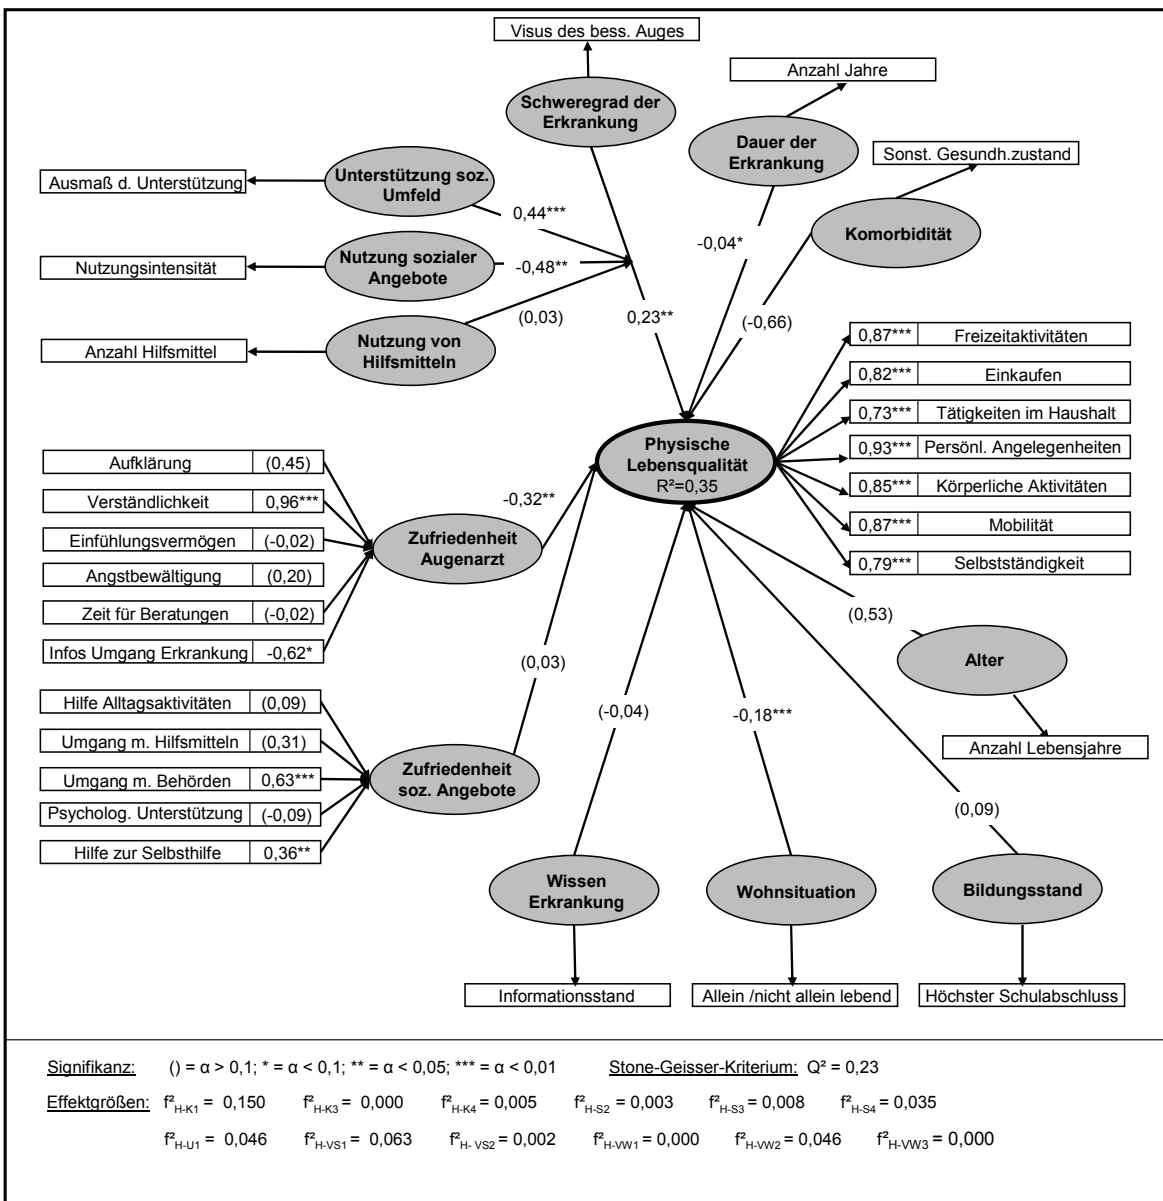 Visus des bess. Auges
Anzahl Jahre
Schweregrad der
Erkrankung
Dauer der
Erkrankung
Sonst. Gesundh.zustand
Unterstützung soz.
Umfeld
Ausmaß d. Unterstützung
0,44***
Komorbidität
-0,04*
Nutzung sozialer
Angebote
Nutzungsintensität
-0,48**
(0,03)
0,23**
(-0,66)
Nutzung von
Hilfsmitteln
Anzahl Hilfsmittel
0,87*** Freizeitaktivitäten
0,82*** Einkaufen
0,73*** Tätigkeiten im Haushalt
0,93*** Persönl. Angelegenheiten
0,85*** Körperliche Aktivitäten
0,87*** Mobilität
0,79*** Selbstständigkeit
Physische
Lebensqualität
R²=0,35
Aufklärung (0,45)
Verständlichkeit 0,96***
Einfühlungsvermögen (-0,02)
Angstbewältigung (0,20)
Zeit für Beratungen (-0,02)
Infos Umgang Erkrankung -0,62*
-0,32**
Zufriedenheit
Augenarzt
(0,53)
Alter
Anzahl Lebensjahre
(0,03)
(-0,04)
-0,18***
(0,09)
Hilfe Alltagsaktivitäten (0,09)
Umgang m. Hilfsmitteln (0,31)
Umgang m. Behörden 0,63***
Psycholog. Unterstützung (-0,09)
Hilfe zur Selbsthilfe 0,36**
Zufriedenheit
soz. Angebote
Wissen
Erkrankung
Wohnsituation
Bildungsstand
Informationsstand
Allein /nicht allein lebend
Höchster Schulabschluss
Signifikanz: () = α > 0,1; * = α < 0,1; ** = α < 0,05; *** = α < 0,01 Stone-Geisser-Kriterium: Q² = 0,23
Effektgrößen: f²H-K1 = 0,150 f²H-K3 = 0,000 f²H-K4 = 0,005 f²H-S2 = 0,003 f²H-S3 = 0,008 f²H-S4 = 0,035
f²H-U1 = 0,046 f²H-VS1 = 0,063 f²H- VS2 = 0,002 f²H-VW1 = 0,000 f²H-VW2 = 0,046 f²H-VW3 = 0,000